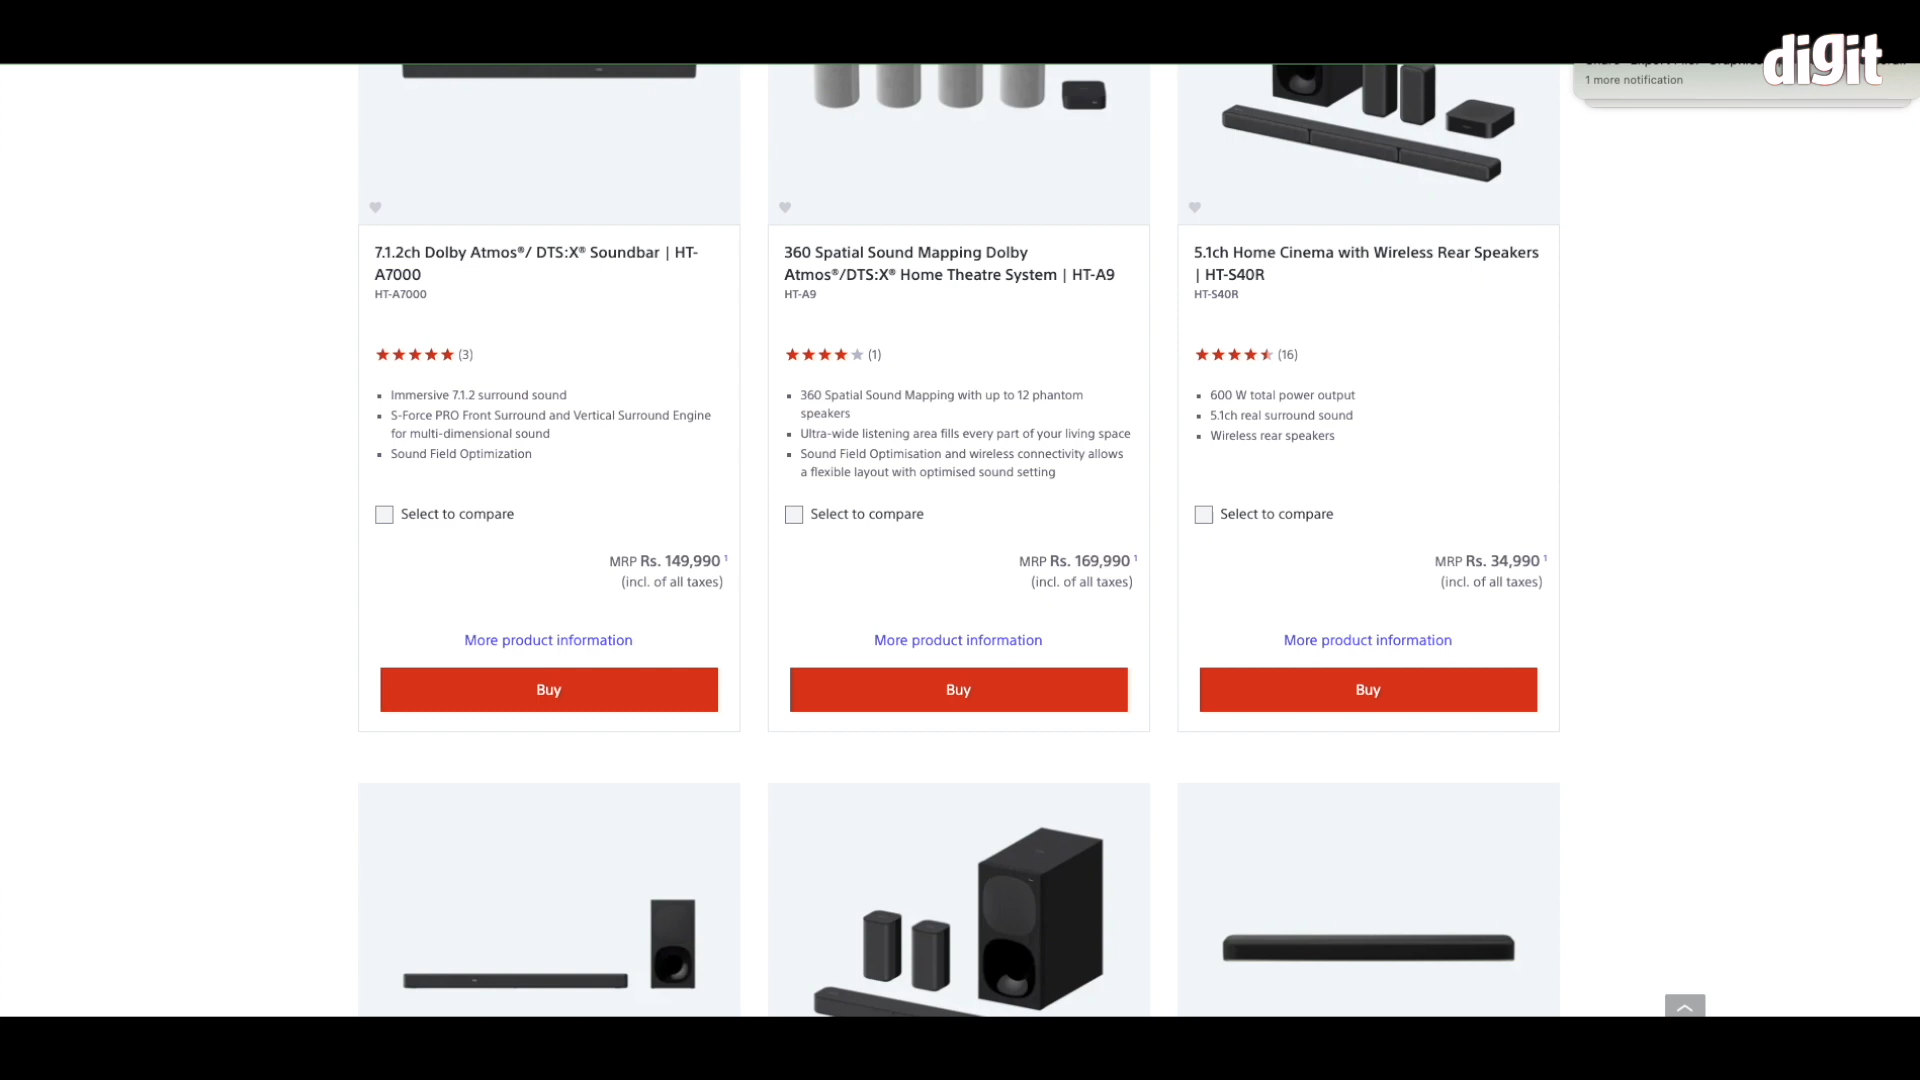 digit
1 more notification
7.1.2ch Dolby Atmos®/ DTS:X® Soundbar | HT-
A7000
HT-A7000
(3)
▪ Immersive 7.1.2 surround sound
▪ S-Force PRO Front Surround and Vertical Surround Engine
for multi-dimensional sound
▪ Sound Field Optimization
Select to compare
MRP Rs. 149,990 1
(incl. of all taxes)
More product information
Buy
360 Spatial Sound Mapping Dolby
Atmos®/DTS:X® Home Theatre System | HT-A9
HT-A9
(1)
▪ 360 Spatial Sound Mapping with up to 12 phantom
speakers
▪ Ultra-wide listening area fills every part of your living space
▪ Sound Field Optimisation and wireless connectivity allows
a flexible layout with optimised sound setting
Select to compare
MRP Rs. 169,990 1
(incl. of all taxes)
More product information
Buy
5.1ch Home Cinema with Wireless Rear Speakers
| HT-S40R
HT-S40R
(16)
▪ 600 W total power output
▪ 5.1ch real surround sound
▪ Wireless rear speakers
Select to compare
MRP Rs. 34,990 1
(incl. of all taxes)
More product information
Buy